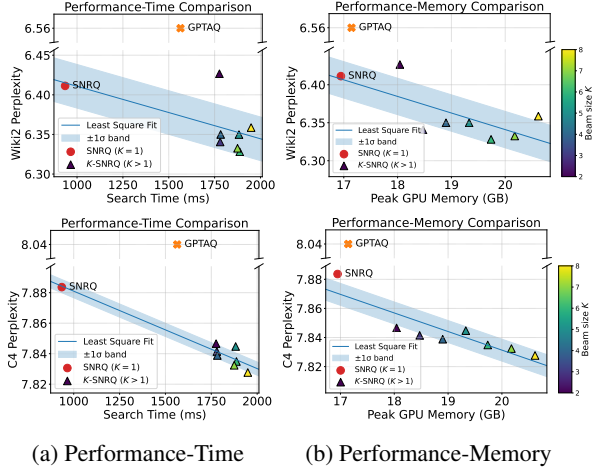 Performance-Time Comparison
6.56
GPTAQ
6.45
6.40
6.35
6.30
Wiki2 Perplexity
SNRQ
Least Square Fit
±1σ band
SNRQ (K = 1)
K-SNRQ (K > 1)
1000 1250 1500 1750 2000
Search Time (ms)
Performance-Memory Comparison
6.56
GPTAQ
6.40
6.35
6.30
Wiki2 Perplexity
SNRQ
Least Square Fit
±1σ band
SNRQ (K = 1)
K-SNRQ (K > 1)
17 18 19 20
Peak GPU Memory (GB)
8
7
6
5
4
3
2
Beam size K
Performance-Time Comparison
8.04
GPTAQ
7.88
7.86
7.84
7.82
C4 Perplexity
SNRQ
Least Square Fit
±1σ band
SNRQ (K = 1)
K-SNRQ (K > 1)
1000 1250 1500 1750 2000
Search Time (ms)
Performance-Memory Comparison
8.04
GPTAQ
7.88
7.86
7.84
7.82
C4 Perplexity
SNRQ
Least Square Fit
±1σ band
SNRQ (K = 1)
K-SNRQ (K > 1)
17 18 19 20
Peak GPU Memory (GB)
8
7
6
5
4
3
2
Beam size K
(a) Performance-Time
(b) Performance-Memory